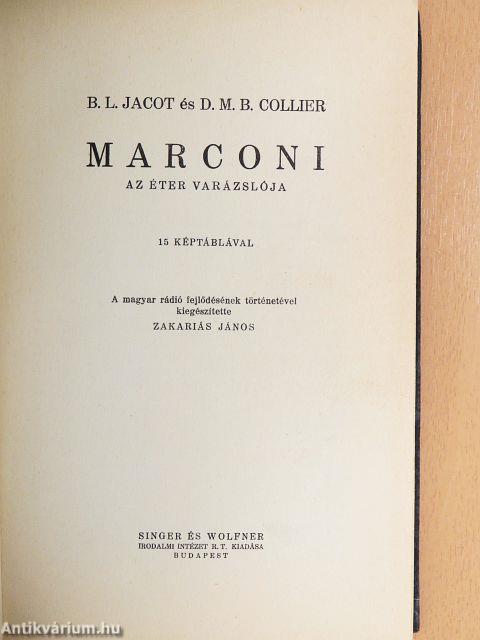 B. L. JACOT és D. M. B. COLLIER
MARCONI
AZ ÉTER VARÁZSLÓJA
15 KÉPTÁBLÁVAL
A magyar rádió fejlődésének történetével
kiegészítette
ZAKARIÁS JÁNOS
SINGER ÉS WOLFNER
IRODALMI INTÉZET R. T. KIADÁSA
BUDAPEST
Antikvárium.hu